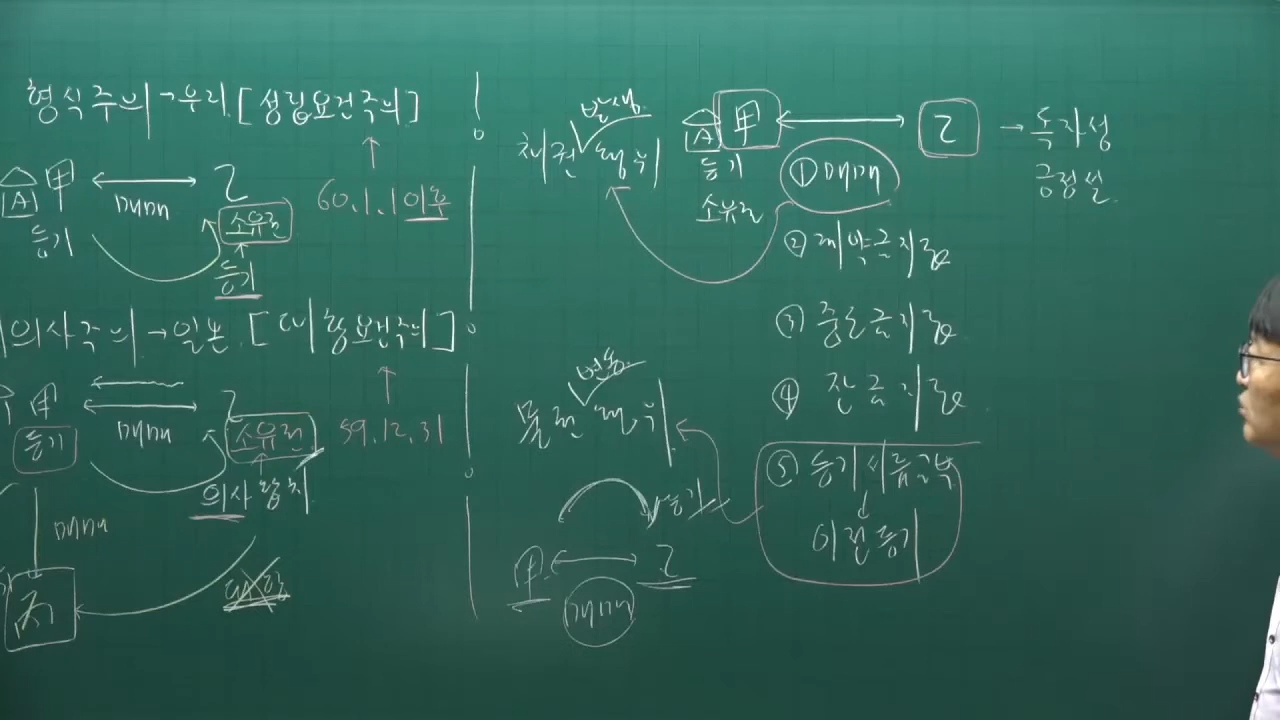 형식주의→우리 [성립요건주의]
A 甲 ↔ 乙
매매
등기
소유권
등기
60.1.1 이후
의사주의→일본 [대항요건주의]
甲 ↔ 乙
매매
등기
소유권
의사합치
59.12.31
매매
丙
대항
발생
채권행위
A 甲 ↔ 乙 → 독자성
긍정설
등기
소유권
① 매매
② 계약금지급
③ 중도금지급
④ 잔금지급
변동
물권행위
⑤ 등기서류교부
↓
이전등기
등기
甲 ↔ 乙
매매